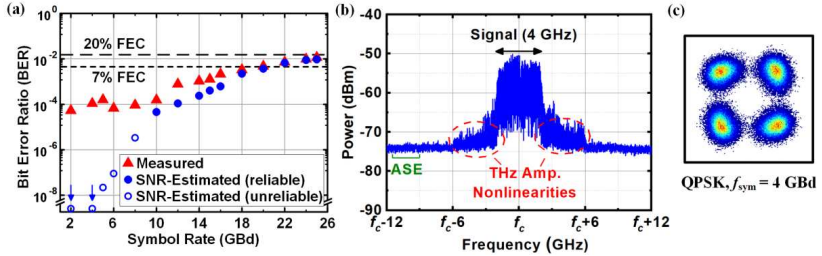 (a)
Bit Error Ratio (BER)
10^0
10^-2
10^-4
10^-6
10^-8
20% FEC
7% FEC
Measured
SNR-Estimated (reliable)
SNR-Estimated (unreliable)
2 6 10 14 18 22 26
Symbol Rate (GBd)
(b)
Power (dBm)
-40
-50
-60
-70
-80
-90
Signal (4 GHz)
ASE
THz Amp.
Nonlinearities
f_c-12 f_c-6 f_c f_c+6 f_c+12
Frequency (GHz)
(c)
QPSK, f_sym = 4 GBd